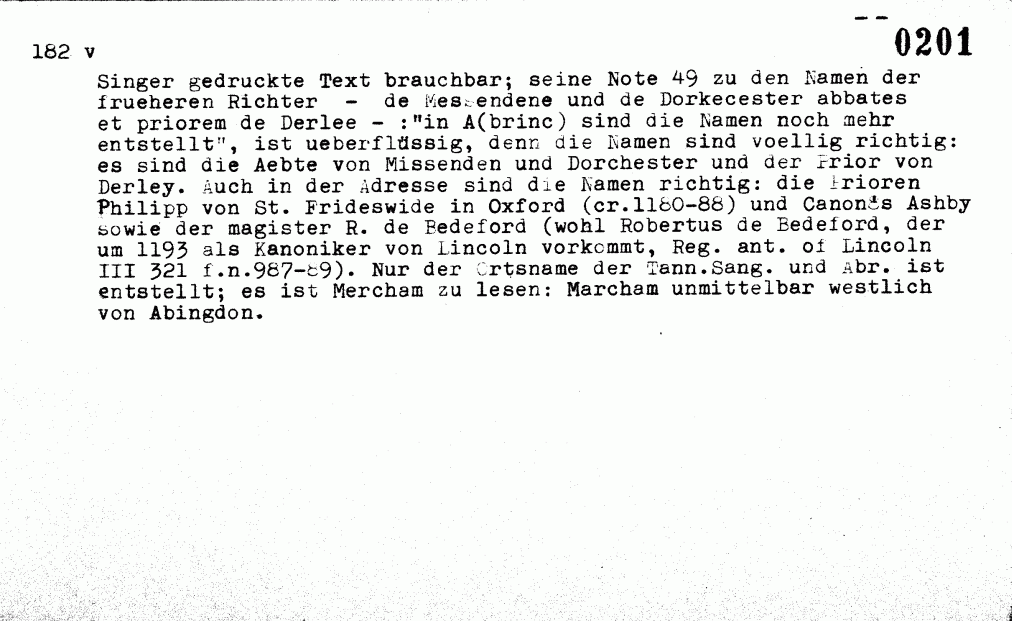 0201
182 v
Singer gedruckte Text brauchbar; seine Note 49 zu den Namen der
frueheren Richter - de Messendene und de Dorkecester abbates
et priorem de Derlee - :"in A(brinc) sind die Namen noch mehr
entstellt", ist ueberflüssig, denn die Namen sind voellig richtig:
es sind die Aebte von Missenden und Dorchester und der Prior von
Derley. Auch in der Adresse sind die Namen richtig: die Prioren
Philipp von St. Frideswide in Oxford (cr.1180-88) und Canons Ashby
sowie der magister R. de Bedeford (wohl Robertus de Bedeford, der
um 1193 als Kanoniker von Lincoln vorkommt, Reg. ant. of Lincoln
III 321 f.n.987-89). Nur der Ortsname der Tann.Sang. und Abr. ist
entstellt; es ist Mercham zu lesen: Marcham unmittelbar westlich
von Abingdon.